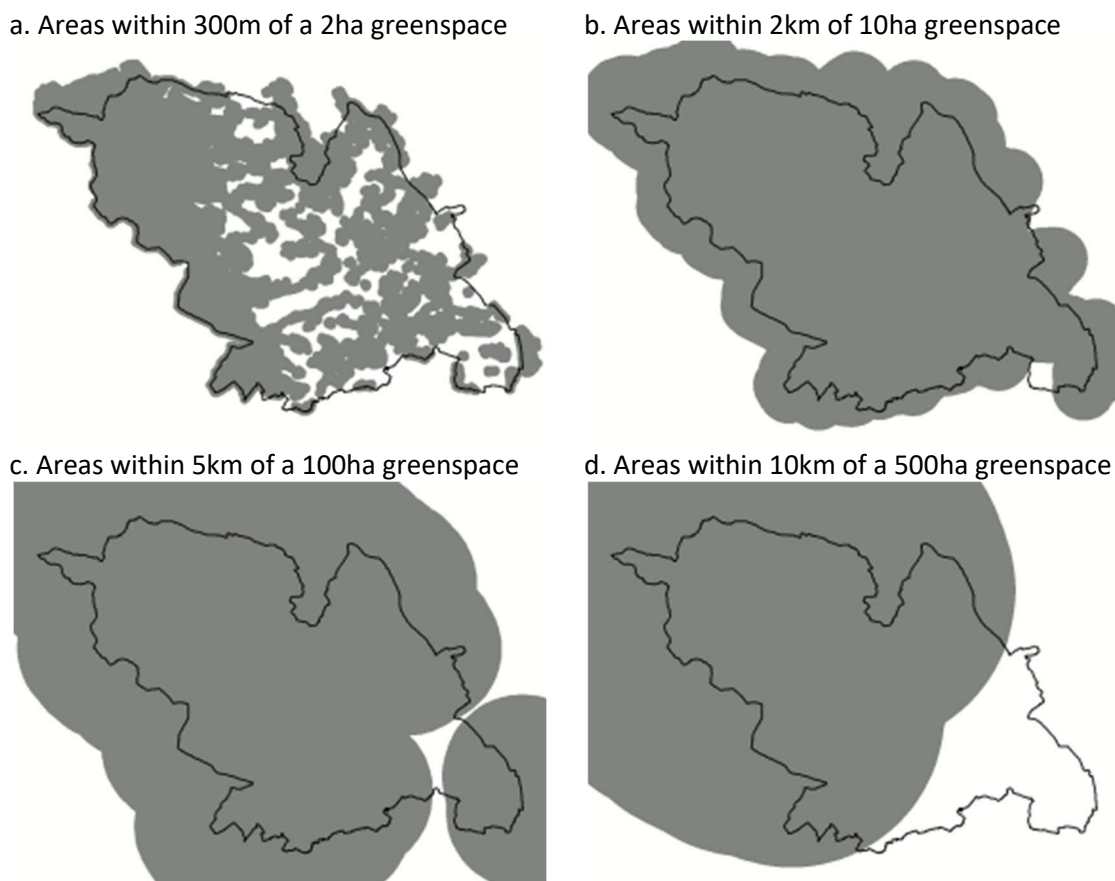 a. Areas within 300m of a 2ha greenspace
b. Areas within 2km of 10ha greenspace
c. Areas within 5km of a 100ha greenspace
d. Areas within 10km of a 500ha greenspace